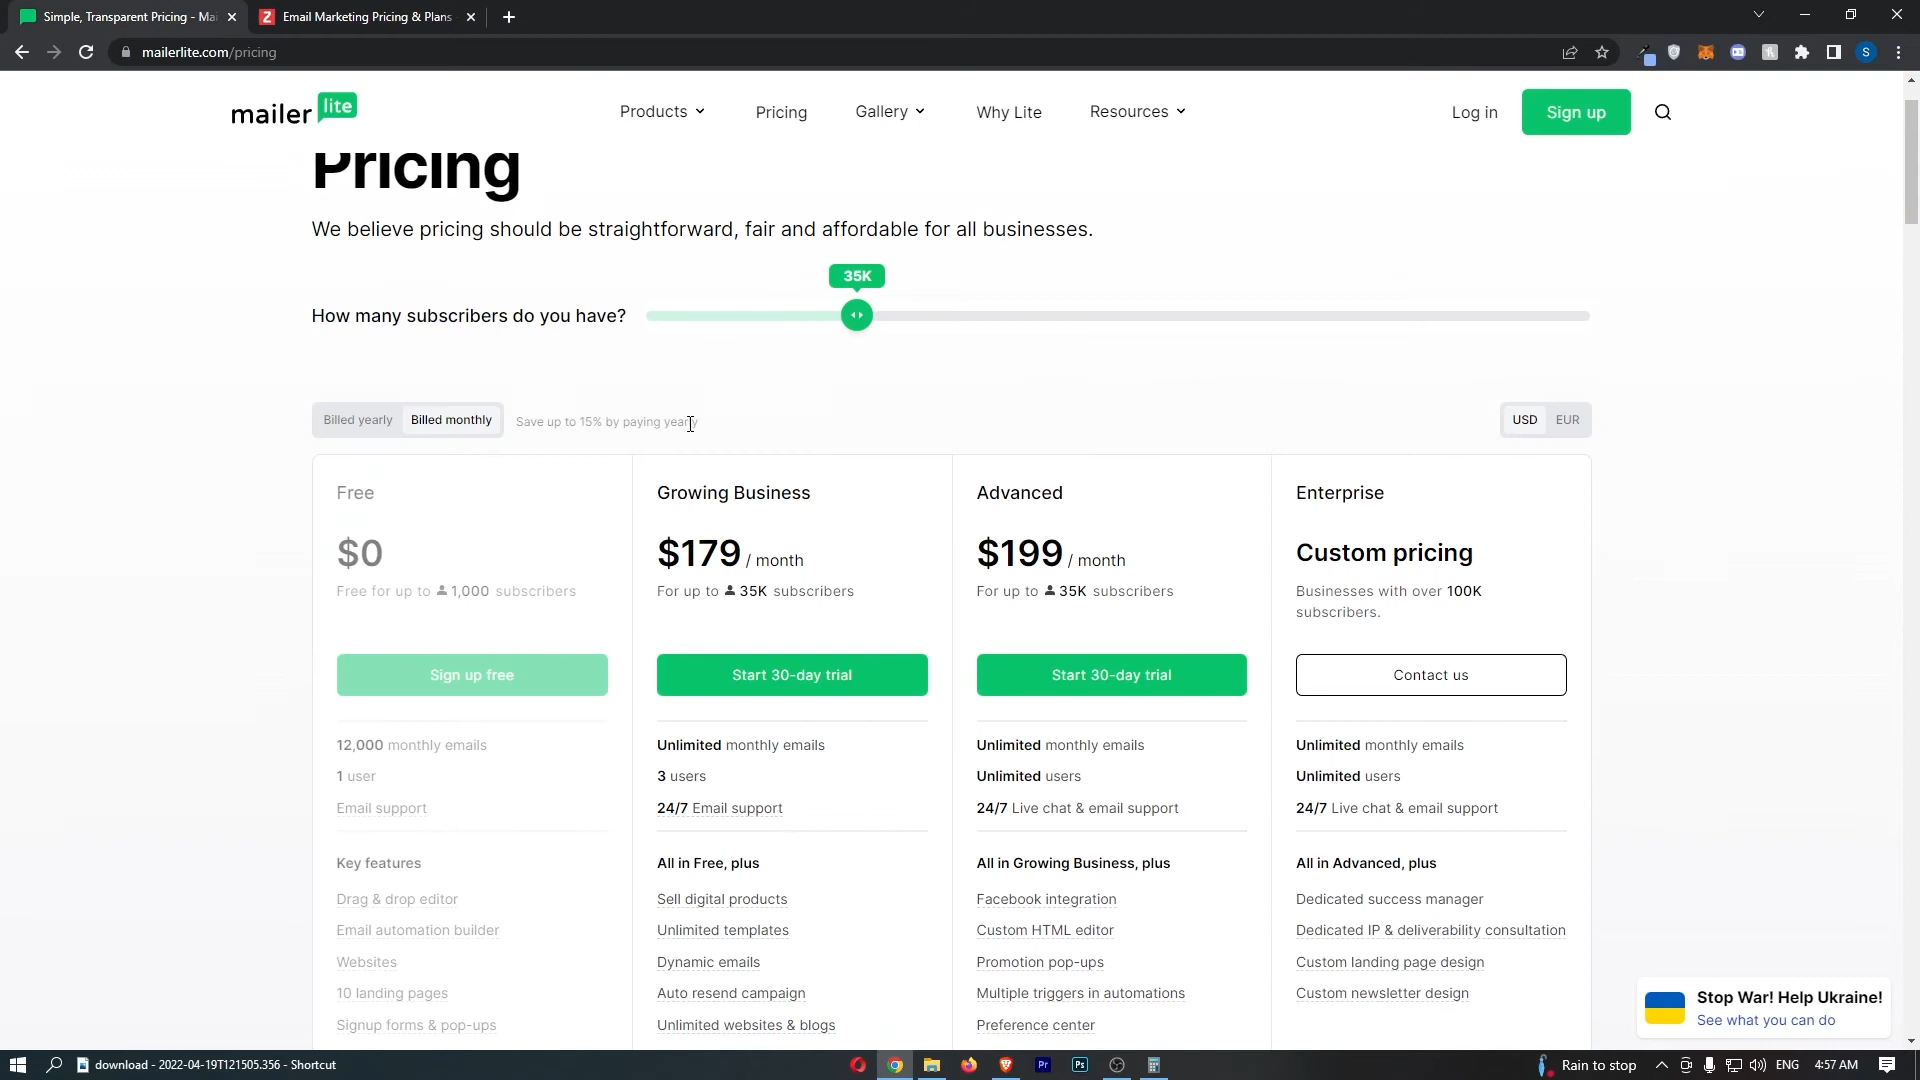 Simple, Transparent Pricing - Mai
Email Marketing Pricing & Plans
mailerlite.com/pricing
S
mailer lite
Products
Pricing
Gallery
Why Lite
Resources
Log in
Sign up
Pricing
We believe pricing should be straightforward, fair and affordable for all businesses.
35K
How many subscribers do you have?
Billed yearly
Billed monthly
Save up to 15% by paying yearly
USD
EUR
Free
$0
Free for up to 1,000 subscribers
Sign up free
12,000 monthly emails
1 user
Email support
Key features
Drag & drop editor
Email automation builder
Websites
10 landing pages
Signup forms & pop-ups
Growing Business
$179 / month
For up to 35K subscribers
Start 30-day trial
Unlimited monthly emails
3 users
24/7 Email support
All in Free, plus
Sell digital products
Unlimited templates
Dynamic emails
Auto resend campaign
Unlimited websites & blogs
Advanced
$199 / month
For up to 35K subscribers
Start 30-day trial
Unlimited monthly emails
Unlimited users
24/7 Live chat & email support
All in Growing Business, plus
Facebook integration
Custom HTML editor
Promotion pop-ups
Multiple triggers in automations
Preference center
Enterprise
Custom pricing
Businesses with over 100K
subscribers.
Contact us
Unlimited monthly emails
Unlimited users
24/7 Live chat & email support
All in Advanced, plus
Dedicated success manager
Dedicated IP & deliverability consultation
Custom landing page design
Custom newsletter design
Stop War! Help Ukraine!
See what you can do
download - 2022-04-19T121505.356 - Shortcut
Pr
Ps
Rain to stop
ENG
4:57 AM